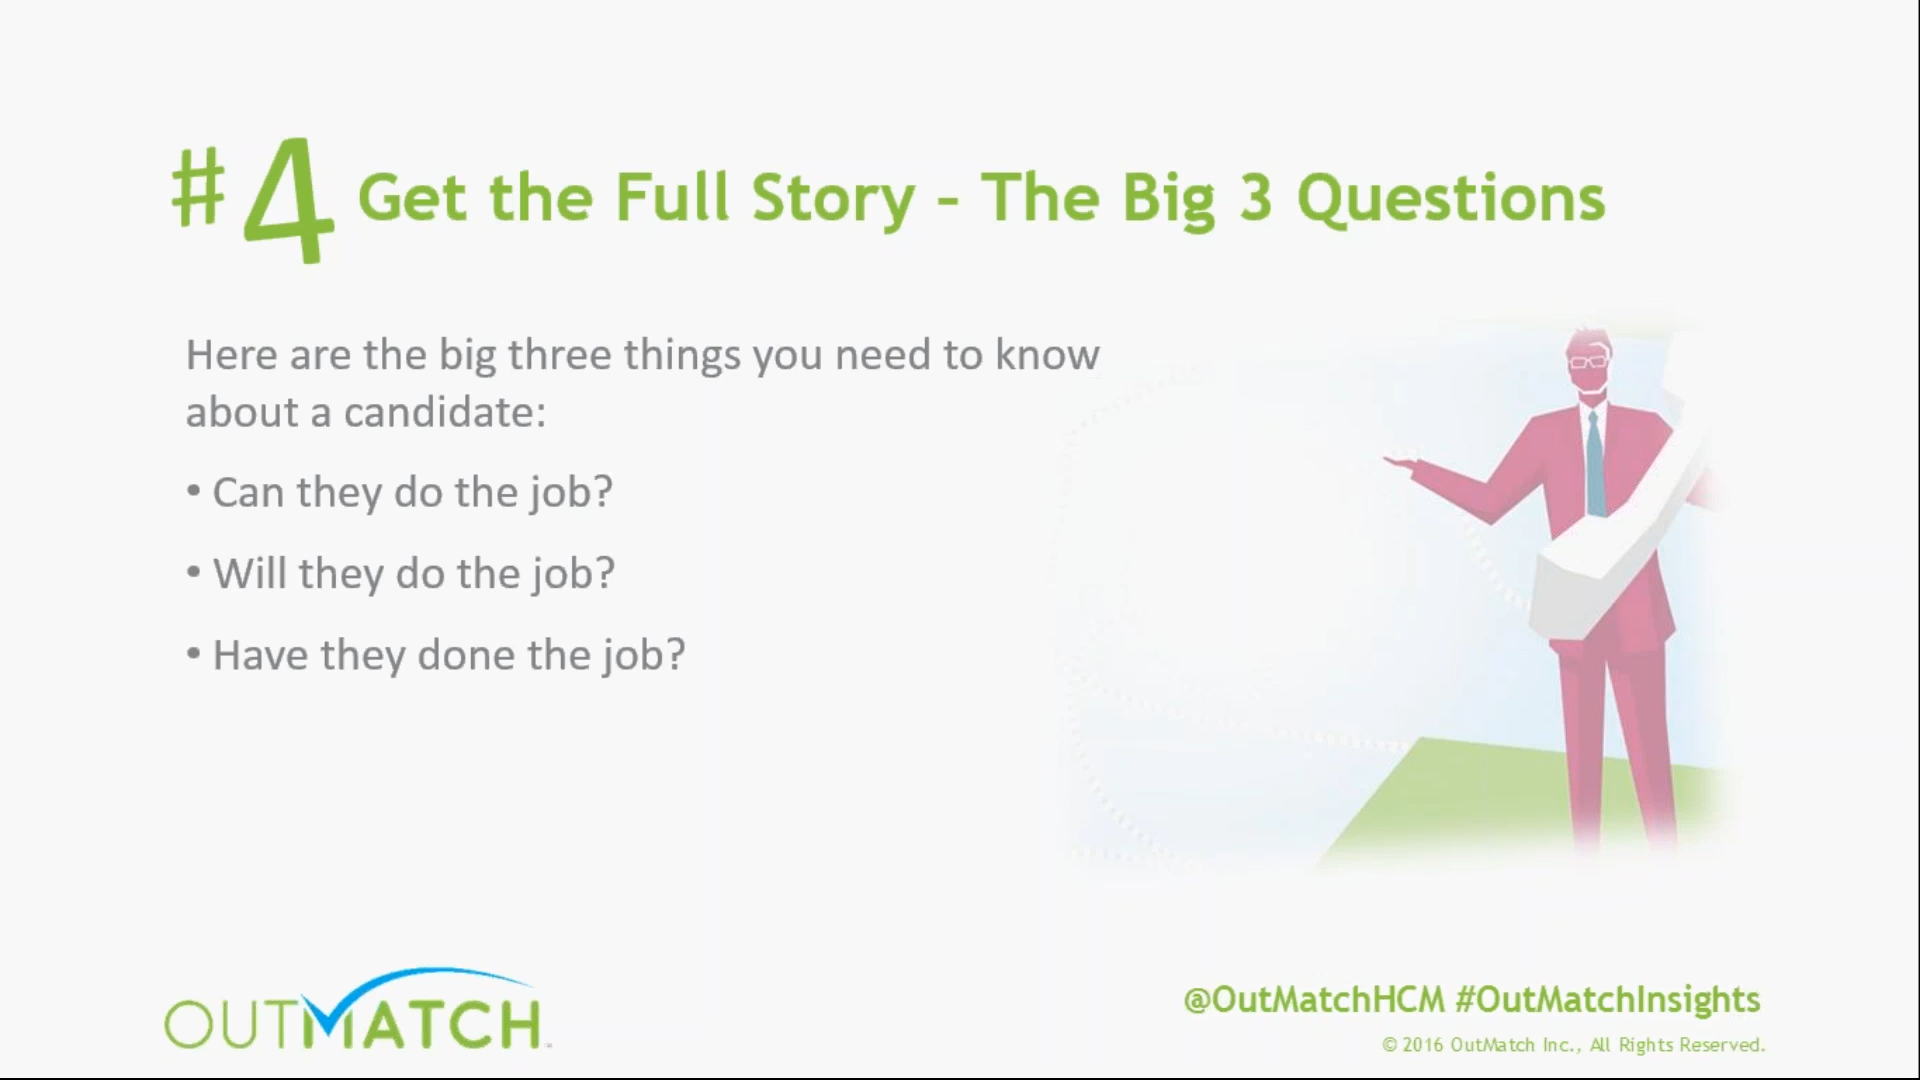 #4 Get the Full Story - The Big 3 Questions
Here are the big three things you need to know
about a candidate:
• Can they do the job?
• Will they do the job?
• Have they done the job?
OUTMATCH
@OutMatchHCM #OutMatchInsights
© 2016 OutMatch Inc., All Rights Reserved.